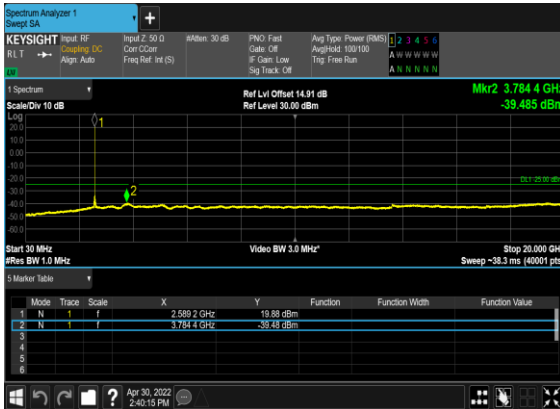 Spectrum Analyzer 1
Swept SA
+
KEYSIGHT
RLT
Input: RF
Coupling: DC
Align: Auto
Input Z: 50 Ω
Corr CCorr
Freq Ref: Int (S)
#Atten: 30 dB
PNO: Fast
Gate: Off
IF Gain: Low
Sig Track: Off
Avg Type: Power (RMS)
Avg|Hold: 100/100
Trig: Free Run
1 2 3 4 5 6
A W W W W W
A N N N N N
1 Spectrum
Scale/Div 10 dB
Ref Lvl Offset 14.91 dB
Ref Level 30.00 dBm
Mkr2 3.784 4 GHz
-39.485 dBm
Log
20.0
10.0
0.00
-10.0
-20.0
-30.0
-40.0
-50.0
-60.0
1
2
DL1 -25.00 dBm
Start 30 MHz
#Res BW 1.0 MHz
Video BW 3.0 MHz*
Stop 20.000 GHz
Sweep ~38.3 ms (40001 pts)
5 Marker Table
Mode Trace Scale X Y Function Function Width Function Value
1 N 1 f 2.589 2 GHz 19.88 dBm
2 N 1 f 3.784 4 GHz -39.48 dBm
3
4
5
6
?
Apr 30, 2022
2:40:15 PM